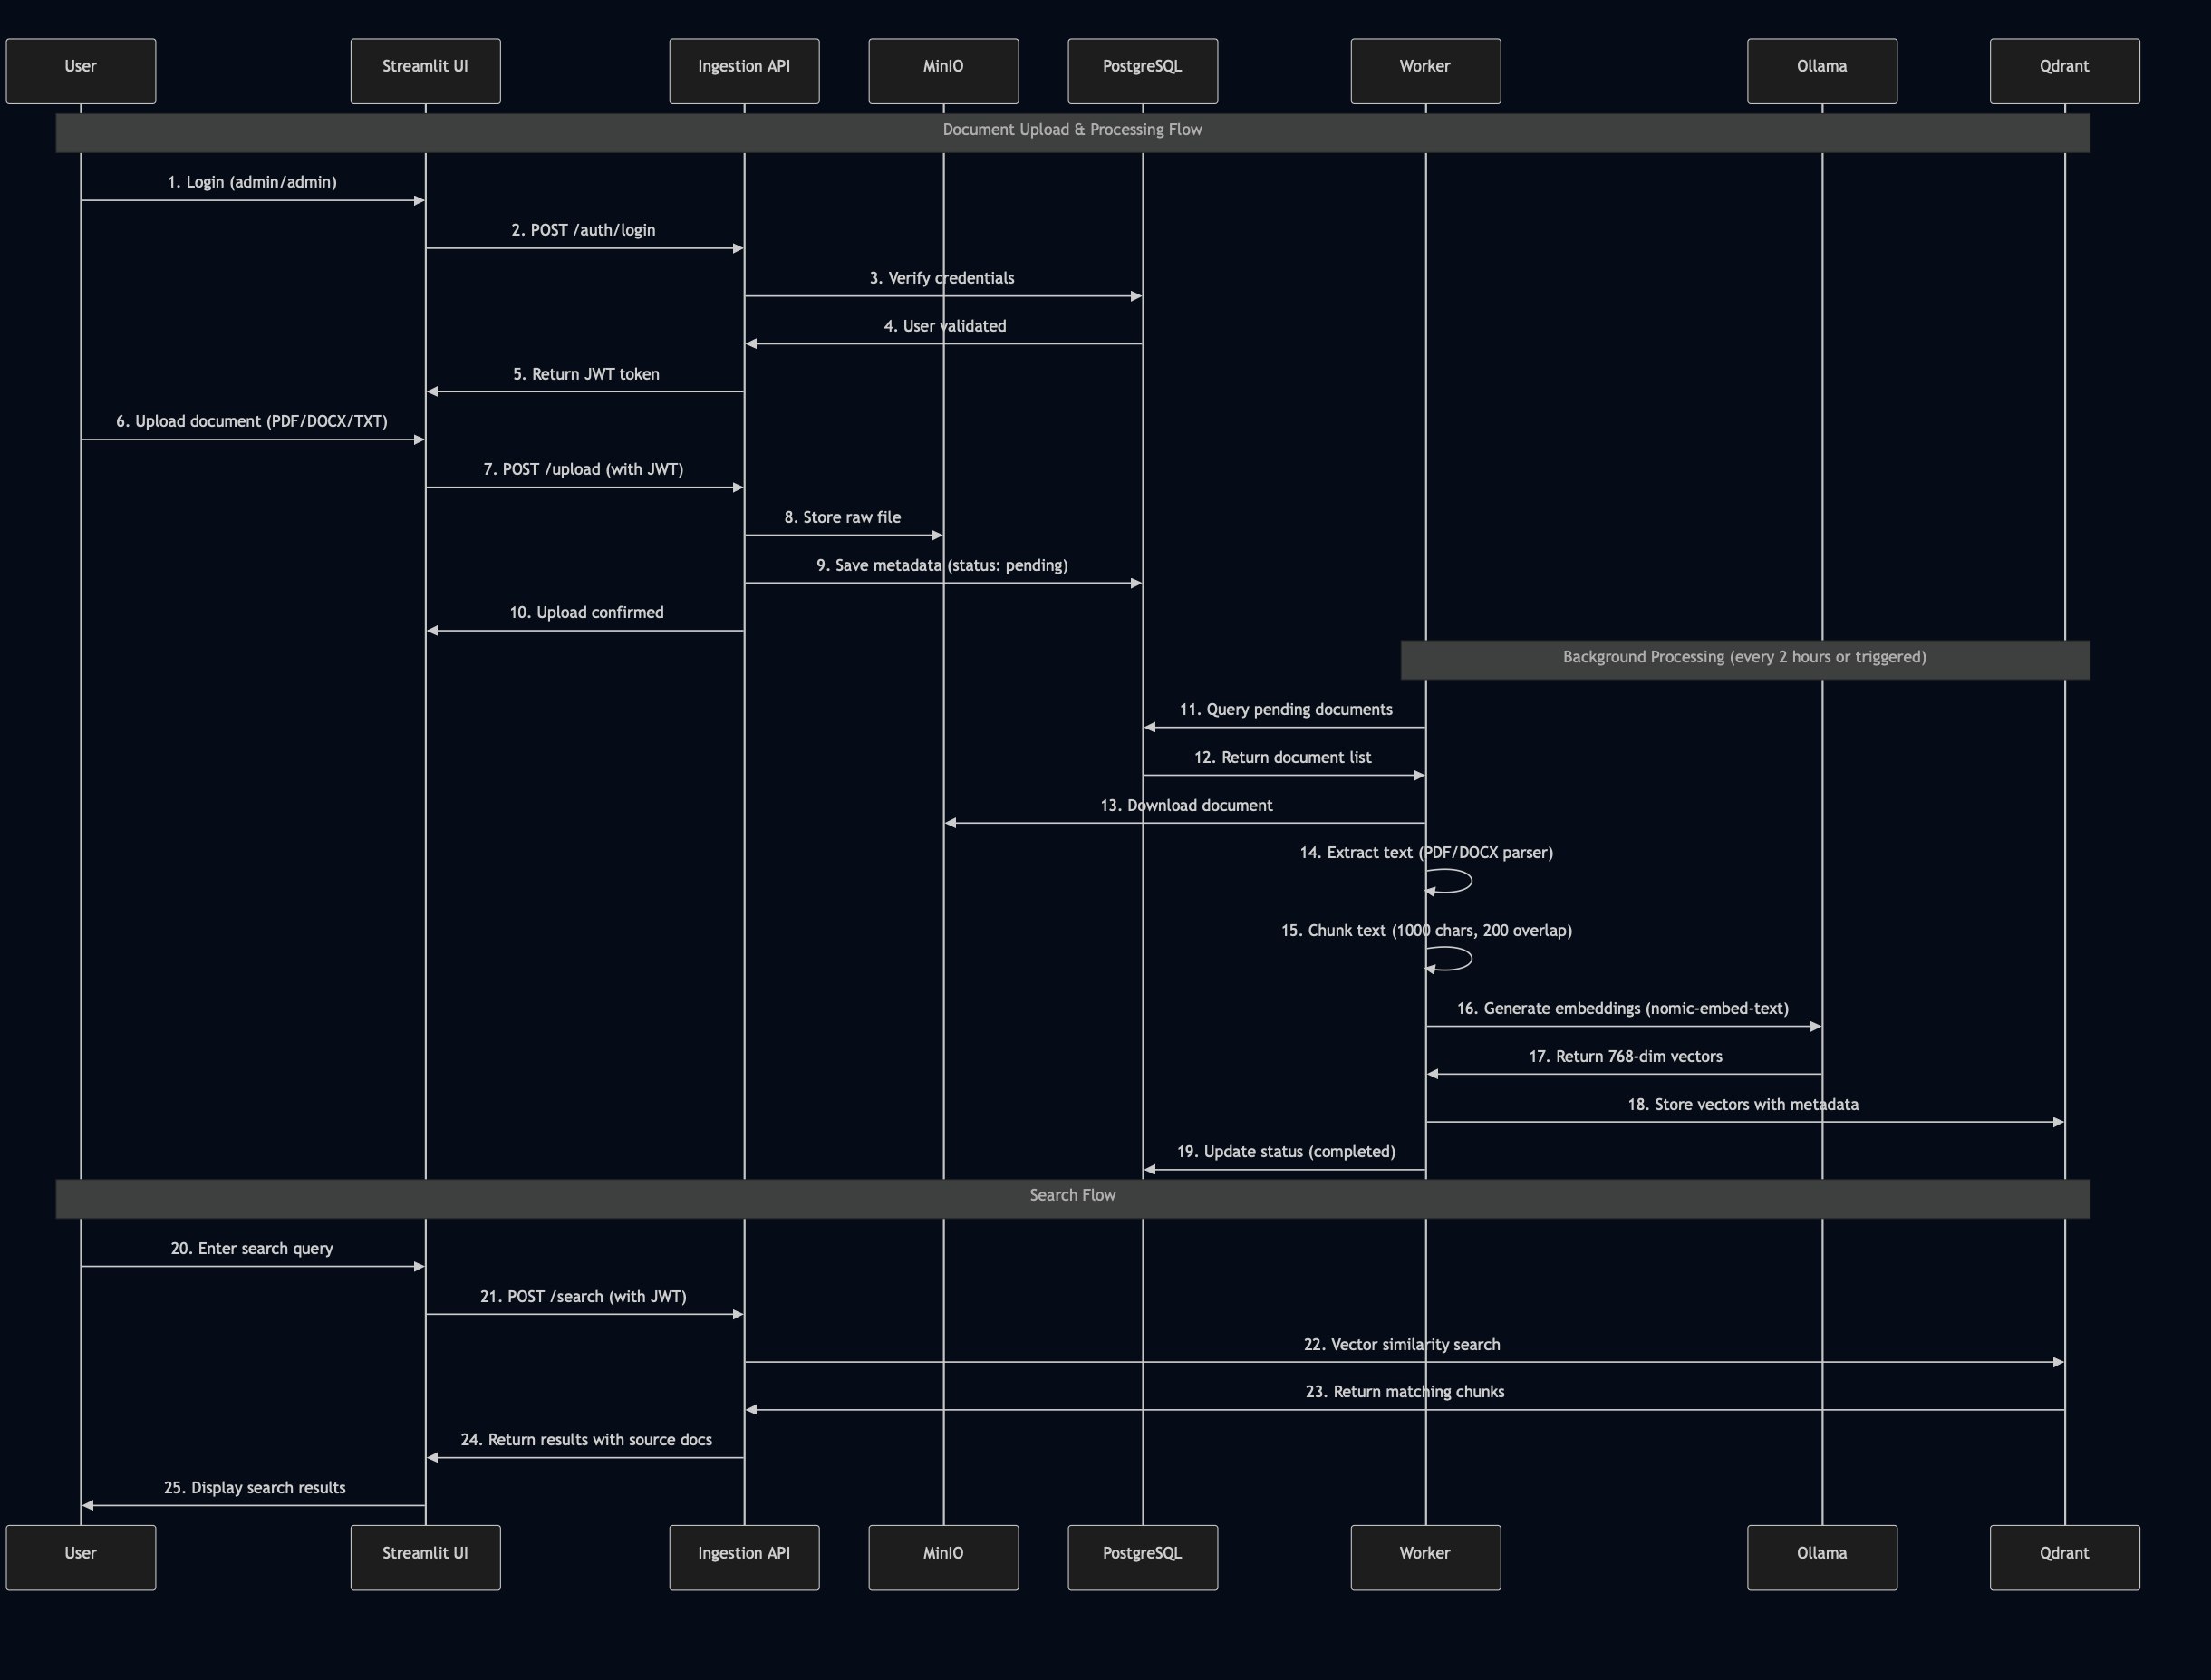 User
Streamlit UI
Ingestion API
MinIO
PostgreSQL
Worker
Ollama
Qdrant
Document Upload & Processing Flow
1. Login (admin/admin)
2. POST /auth/login
3. Verify credentials
4. User validated
5. Return JWT token
6. Upload document (PDF/DOCX/TXT)
7. POST /upload (with JWT)
8. Store raw file
9. Save metadata (status: pending)
10. Upload confirmed
Background Processing (every 2 hours or triggered)
11. Query pending documents
12. Return document list
13. Download document
14. Extract text (PDF/DOCX parser)
15. Chunk text (1000 chars, 200 overlap)
16. Generate embeddings (nomic-embed-text)
17. Return 768-dim vectors
18. Store vectors with metadata
19. Update status (completed)
Search Flow
20. Enter search query
21. POST /search (with JWT)
22. Vector similarity search
23. Return matching chunks
24. Return results with source docs
25. Display search results
User
Streamlit UI
Ingestion API
MinIO
PostgreSQL
Worker
Ollama
Qdrant